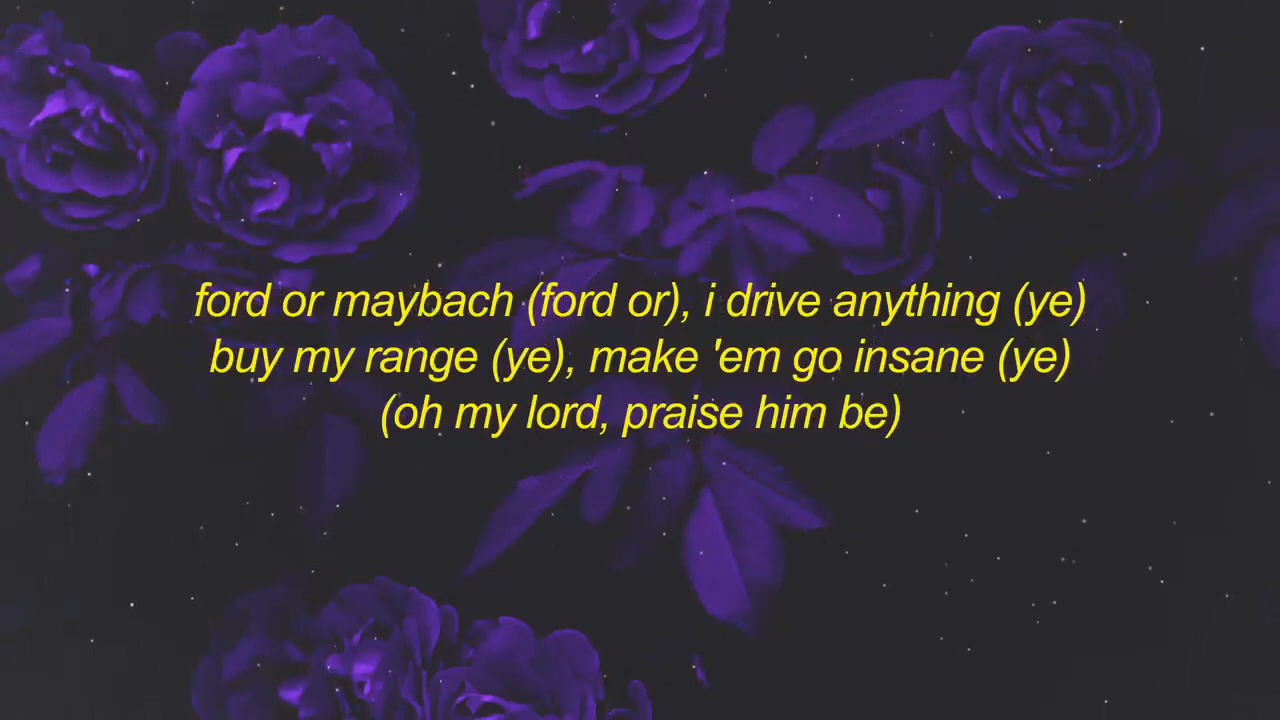 ford or maybach (ford or), i drive anything (ye)
buy my range (ye), make 'em go insane (ye)
(oh my lord, praise him be)